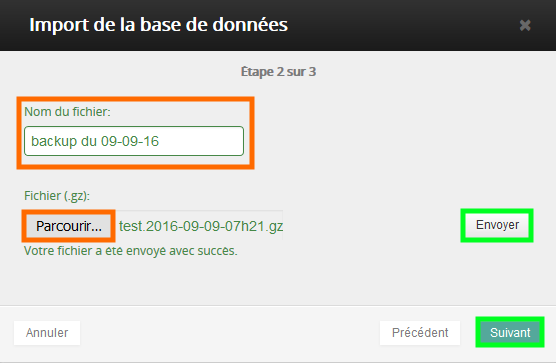 Import de la base de données
Étape 2 sur 3
Nom du fichier:
backup du 09-09-16
Fichier (.gz):
Parcourir... test.2016-09-09-07h21.gz Envoyer
Votre fichier a été envoyé avec succès.
Annuler Précédent Suivant